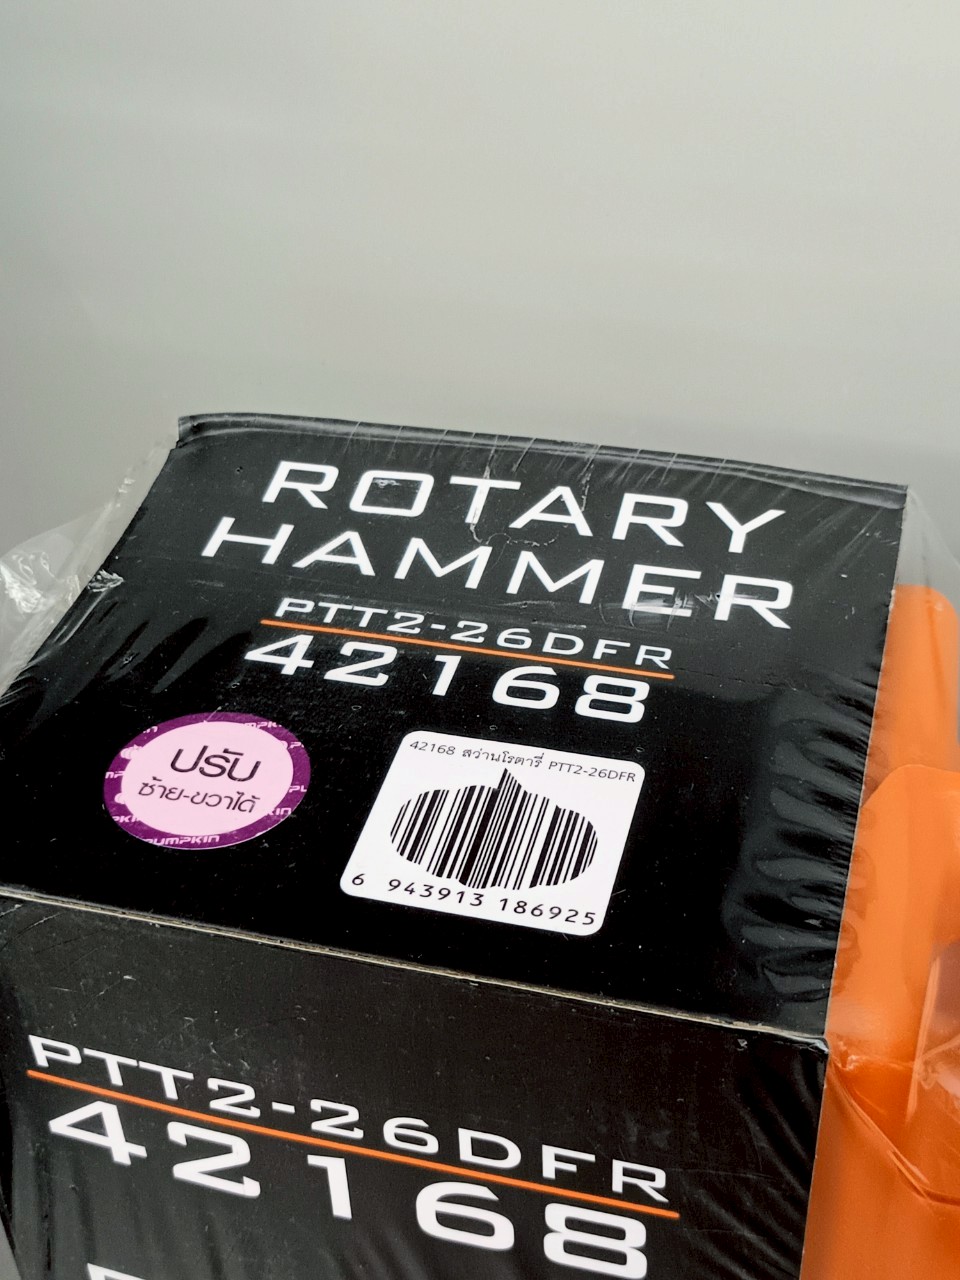 ROTARY
HAMMER
PTT2-26DFR
42168
ปรับ
ซ้าย-ขวาได้
PUMPKIN
42168 สว่านโรตารี่ PTT2-26DFR
6 943913 186925
PTT2-26DFR
42168